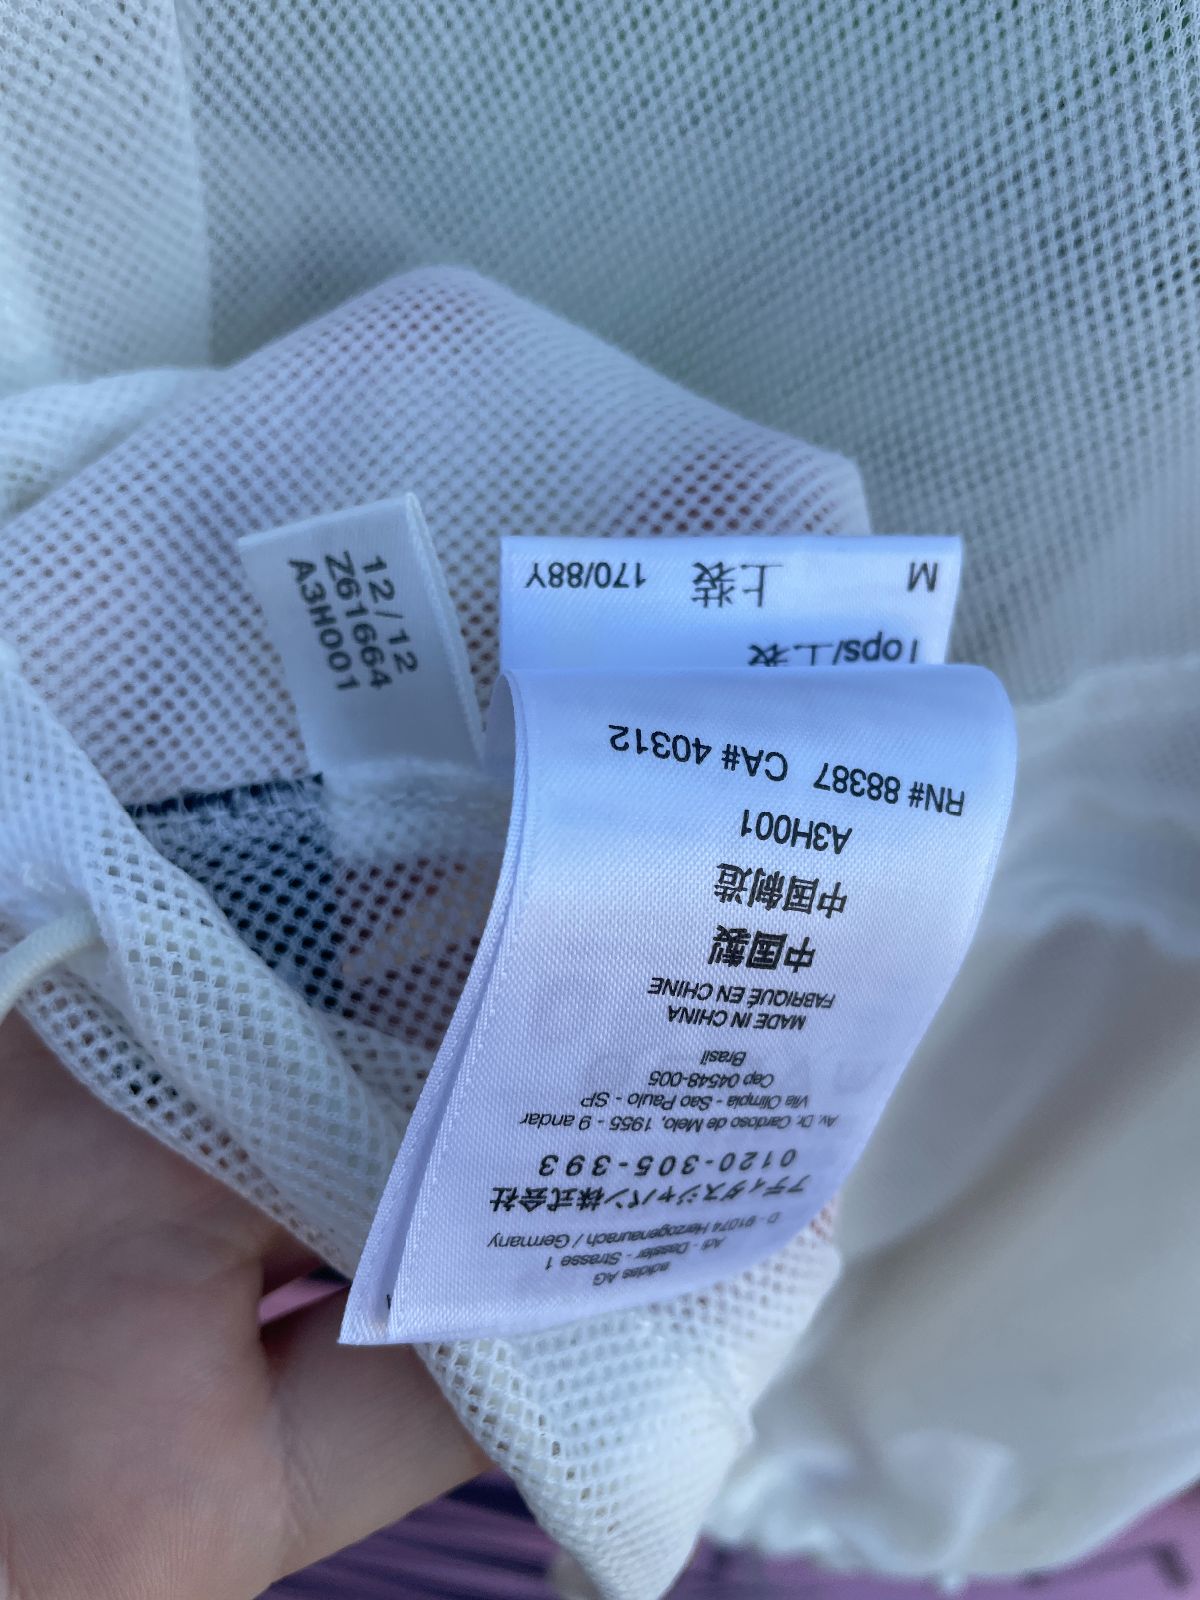 12/12
Z61664
A3H001
adidas AG
Adi - Dassler - Strasse 1
D - 91074 Herzogenaurach / Germany
アディダスジャパン株式会社
0120-305-393
Av. Dr. Cardoso de Melo, 1955 - 9 andar
Vila Olimpia - Sao Paulo - SP
Cep 04548-005
Brasil
MADE IN CHINA
FABRIQUÉ EN CHINE
中国製
中国制造
A3H001
RN# 88387 CA# 40312
Tops/上装
M 上装 170/88Y